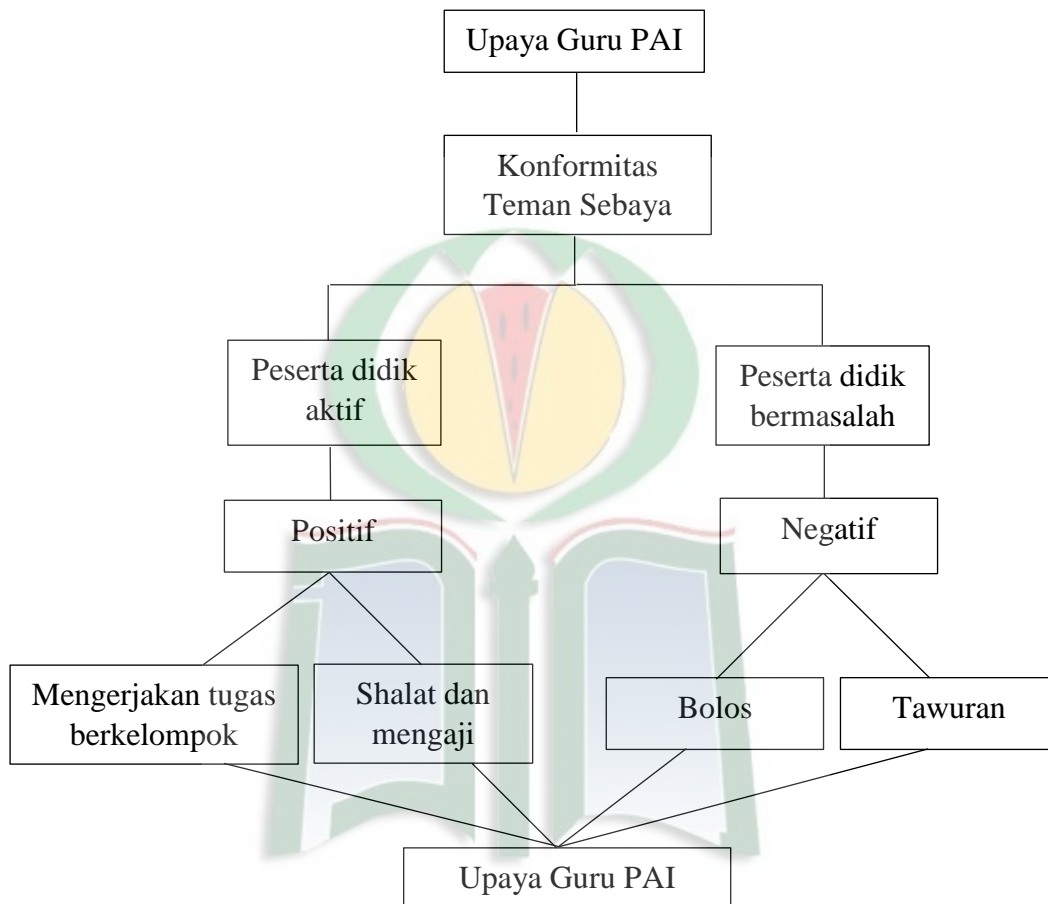 Upaya Guru PAI
Konformitas
Teman Sebaya
Peserta didik
aktif
Peserta didik
bermasalah
Positif
Negatif
Mengerjakan tugas
berkelompok
Shalat dan
mengaji
Bolos
Tawuran
Upaya Guru PAI